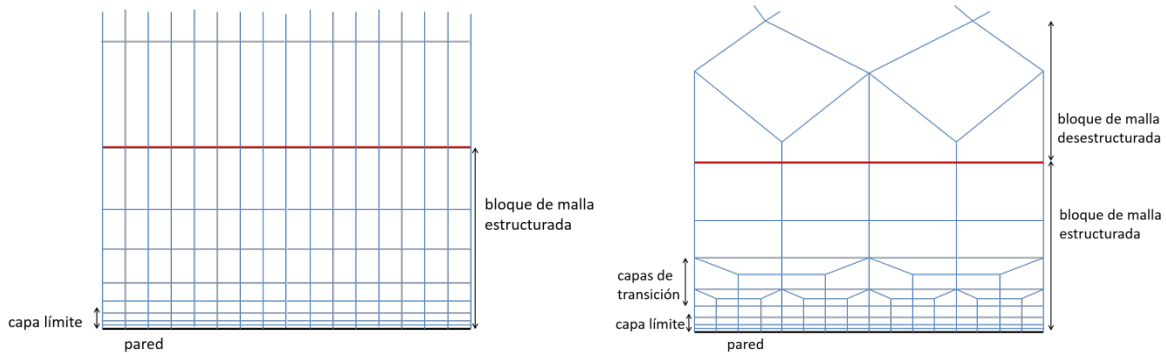 bloque de malla
estructurada
capa límite
pared
bloque de malla
desestructurada
bloque de malla
estructurada
capas de
transición
capa límite
pared